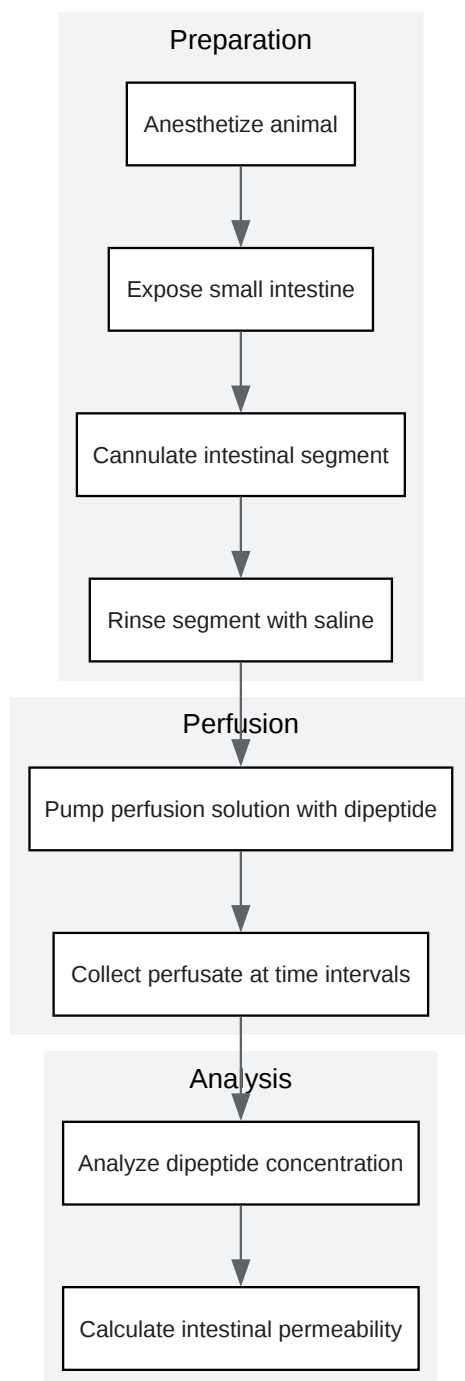 Preparation
Anesthetize animal
Expose small intestine
Cannulate intestinal segment
Rinse segment with saline
Perfusion
Pump perfusion solution with dipeptide
Collect perfusate at time intervals
Analysis
Analyze dipeptide concentration
Calculate intestinal permeability